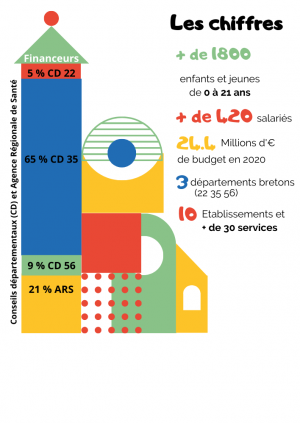 Les chiffres
Financeurs
5 % CD 22
65 % CD 35
9 % CD 56
21 % ARS
Conseils départementaux (CD) et Agence Régionale de Santé
+ de 1800
enfants et jeunes
de 0 à 21 ans
+ de 420 salariés
24.4 Millions d'€
de budget en 2020
3 départements bretons
(22 35 56)
10 Etablissements et
+ de 30 services